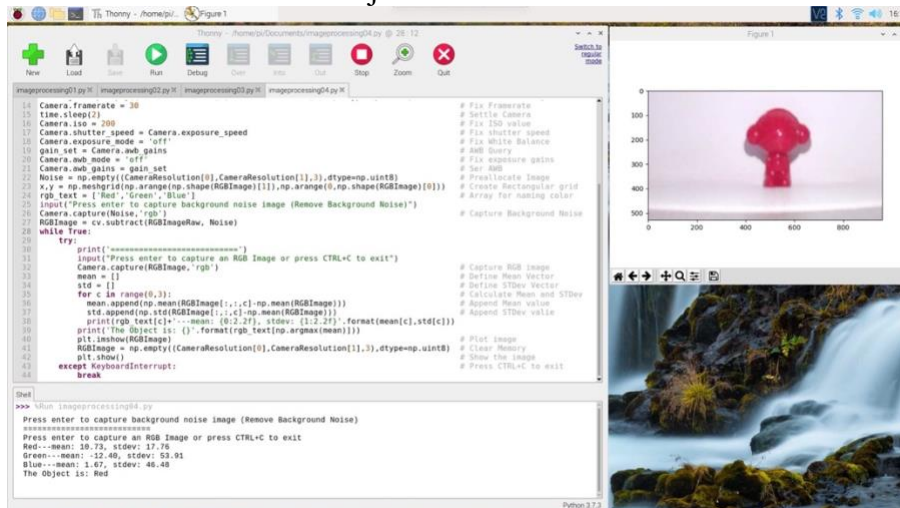 Thonny - /home/pi/...
Figure 1
16:
Thonny - /home/pi/Documents/imageprocessing04.py @ 26:12
New Load Save Run Debug Over Into Out Stop Zoom Quit
Switch to
regular
mode
imageprocessing01.py imageprocessing02.py imageprocessing03.py imageprocessing04.py
14 Camera.framerate = 30 # Fix Framerate
15 time.sleep(2) # Settle Camera
16 Camera.iso = 200 # Fix ISO value
17 Camera.shutter_speed = Camera.exposure_speed # Fix shutter speed
18 Camera.exposure_mode = 'off' # Fix White Balance
19 gain_set = Camera.awb_gains # AWB Query
20 Camera.awb_mode = 'off' # Fix exposure gains
21 Camera.awb_gains = gain_set # Ser AWB
22 Noise = np.empty((CameraResolution[0],CameraResolution[1],3),dtype=np.uint8) # Preallocate Image
23 x,y = np.meshgrid(np.arange(np.shape(RGBImage)[1]),np.arange(0,np.shape(RGBImage)[0])) # Create Rectangular grid
24 rgb_text = ['Red','Green','Blue'] # Array for naming color
25 input("Press enter to capture background noise image (Remove Background Noise)")
26 Camera.capture(Noise,'rgb') # Capture Background Noise
27 RGBImage = cv.subtract(RGBImageRaw, Noise)
28 while True:
29 try:
30 print('===========================')
31 input("Press enter to capture an RGB Image or press CTRL+C to exit")
32 Camera.capture(RGBImage,'rgb') # Capture RGB image
33 mean = [] # Define Mean Vector
34 std = [] # Define STDev Vector
35 for c in range(0,3): # Calculate Mean and STDev
36 mean.append(np.mean(RGBImage[:,:,c]-np.mean(RGBImage))) # Append Mean value
37 std.append(np.std(RGBImage[:,:,c]-np.mean(RGBImage))) # Append STDev valie
38 print(rgb_text[c]+'---mean: {0:2.2f}, stdev: {1:2.2f}'.format(mean[c],std[c]))
39 print('The Object is: {}'.format(rgb_text[np.argmax(mean)]))
40 plt.imshow(RGBImage) # Plot image
41 RGBImage = np.empty((CameraResolution[0],CameraResolution[1],3),dtype=np.uint8) # Clear Memory
42 plt.show() # Show the image
43 except KeyboardInterrupt: # Press CTRL+C to exit
44 break
Shell
>>> %Run imageprocessing04.py
Press enter to capture background noise image (Remove Background Noise)
===========================
Press enter to capture an RGB Image or press CTRL+C to exit
Red---mean: 10.73, stdev: 17.76
Green---mean: -12.40, stdev: 53.91
Blue---mean: 1.67, stdev: 46.48
The Object is: Red
Python 3.7.3
Figure 1
0
100
200
300
400
500
0 200 400 600 800